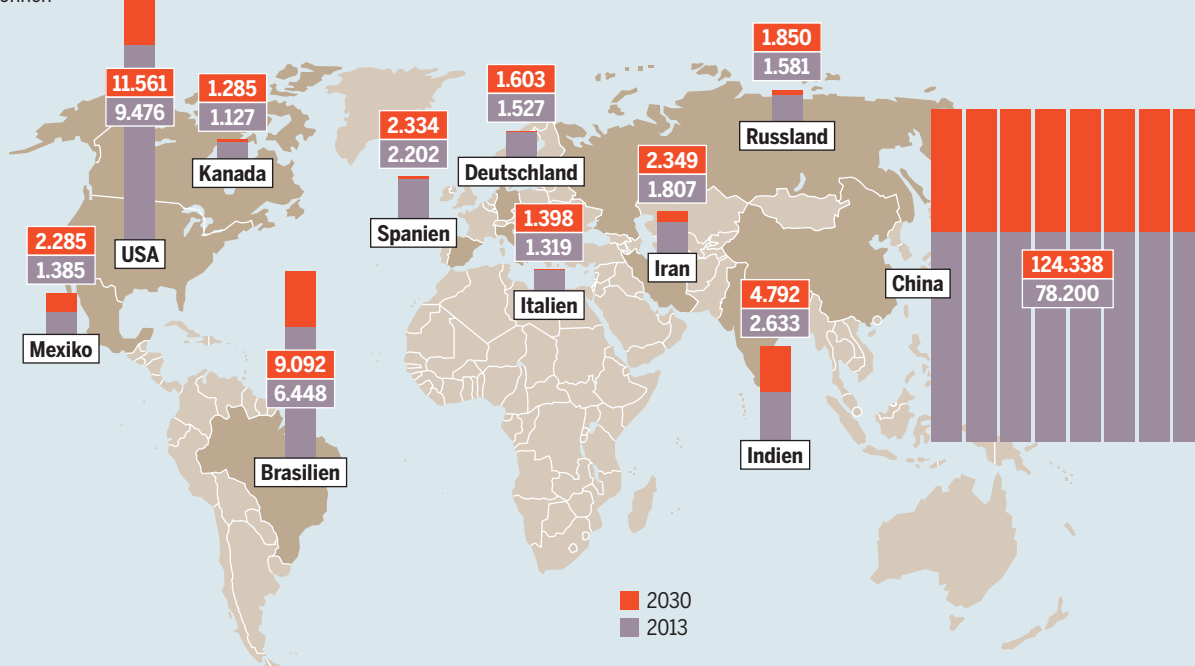 11.561
9.476
USA
1.285
1.127
Kanada
2.285
1.385
Mexiko
9.092
6.448
Brasilien
2.334
2.202
Spanien
1.603
1.527
Deutschland
1.398
1.319
Italien
2.349
1.807
Iran
1.850
1.581
Russland
4.792
2.633
Indien
China
124.338
78.200
2030
2013